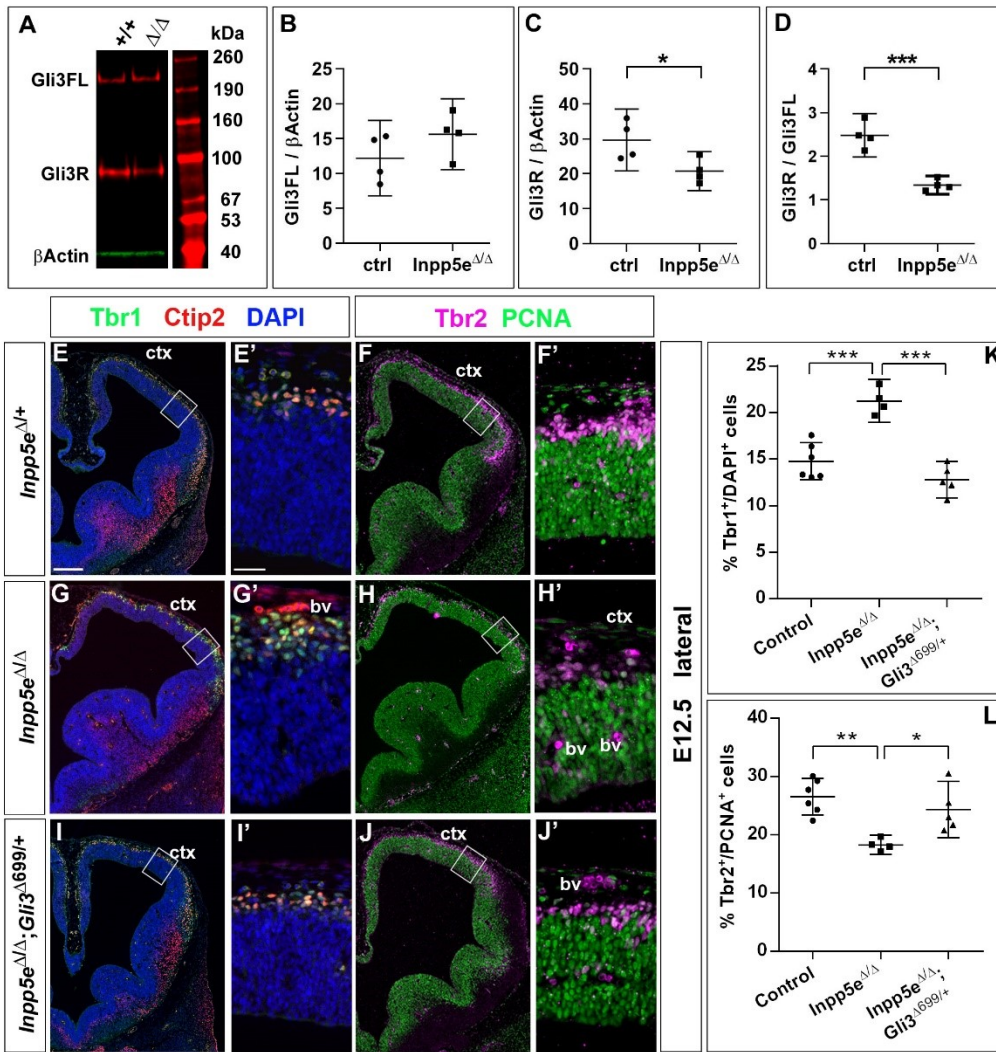 A
+/+ Δ/Δ kDa
260
Gli3FL
190
160
100
Gli3R
67
53
βActin 40
B
Gli3FL / βActin
25
20
15
10
5
0
ctrl Inpp5eΔ/Δ
C
Gli3R / βActin
*
50
40
30
20
10
0
ctrl Inpp5eΔ/Δ
D
Gli3R / Gli3FL
***
4
3
2
1
0
ctrl Inpp5eΔ/Δ
Tbr1 Ctip2 DAPI
Tbr2 PCNA
Inpp5eΔ/+
E ctx
E'
F ctx
F'
Inpp5eΔ/Δ
G ctx
G' bv
H ctx
H' ctx
bv bv
Inpp5eΔ/Δ;Gli3Δ699/+
I ctx
I'
J ctx
J'
bv
E12.5 lateral
K
% Tbr1+/DAPI+ cells
*** ***
25
20
15
10
5
0
Control
Inpp5eΔ/Δ
Inpp5eΔ/Δ;
Gli3Δ699/+
L
% Tbr2+/PCNA+ cells
** *
40
30
20
10
0
Control
Inpp5eΔ/Δ
Inpp5eΔ/Δ;
Gli3Δ699/+